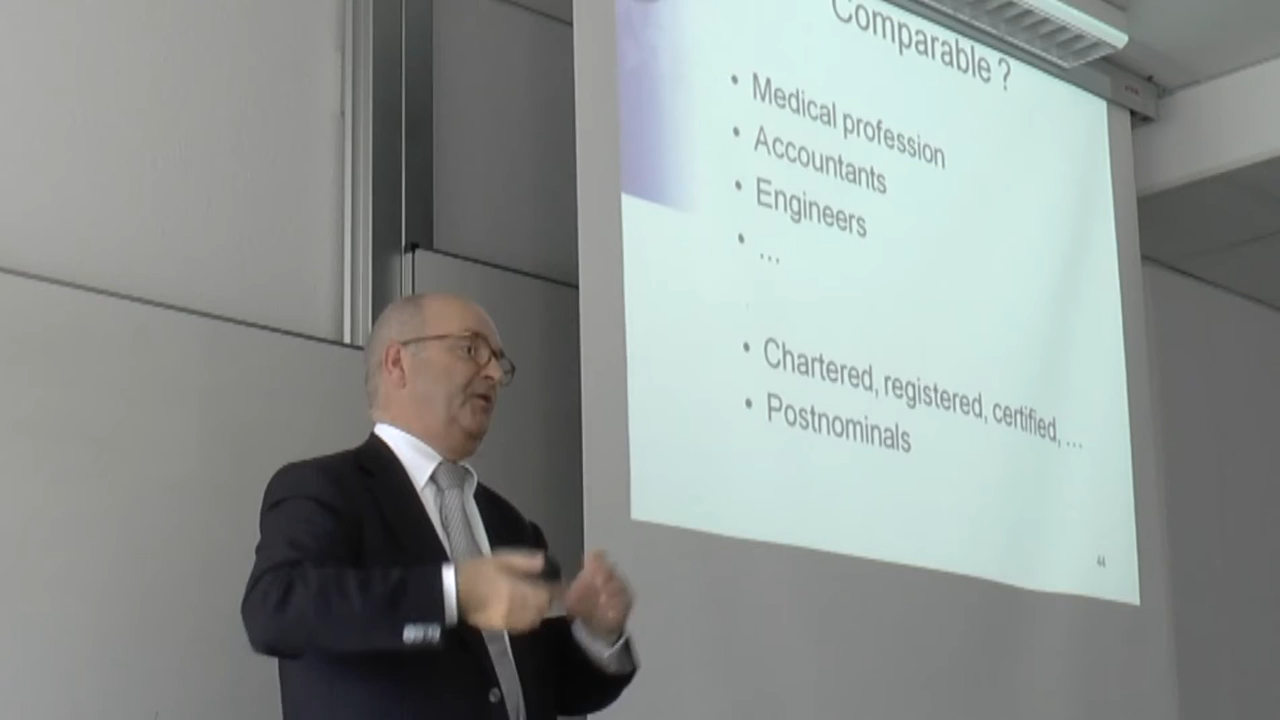 Comparable ?
• Medical profession
• Accountants
• Engineers
• ...
• Chartered, registered, certified, ...
• Postnominals
44